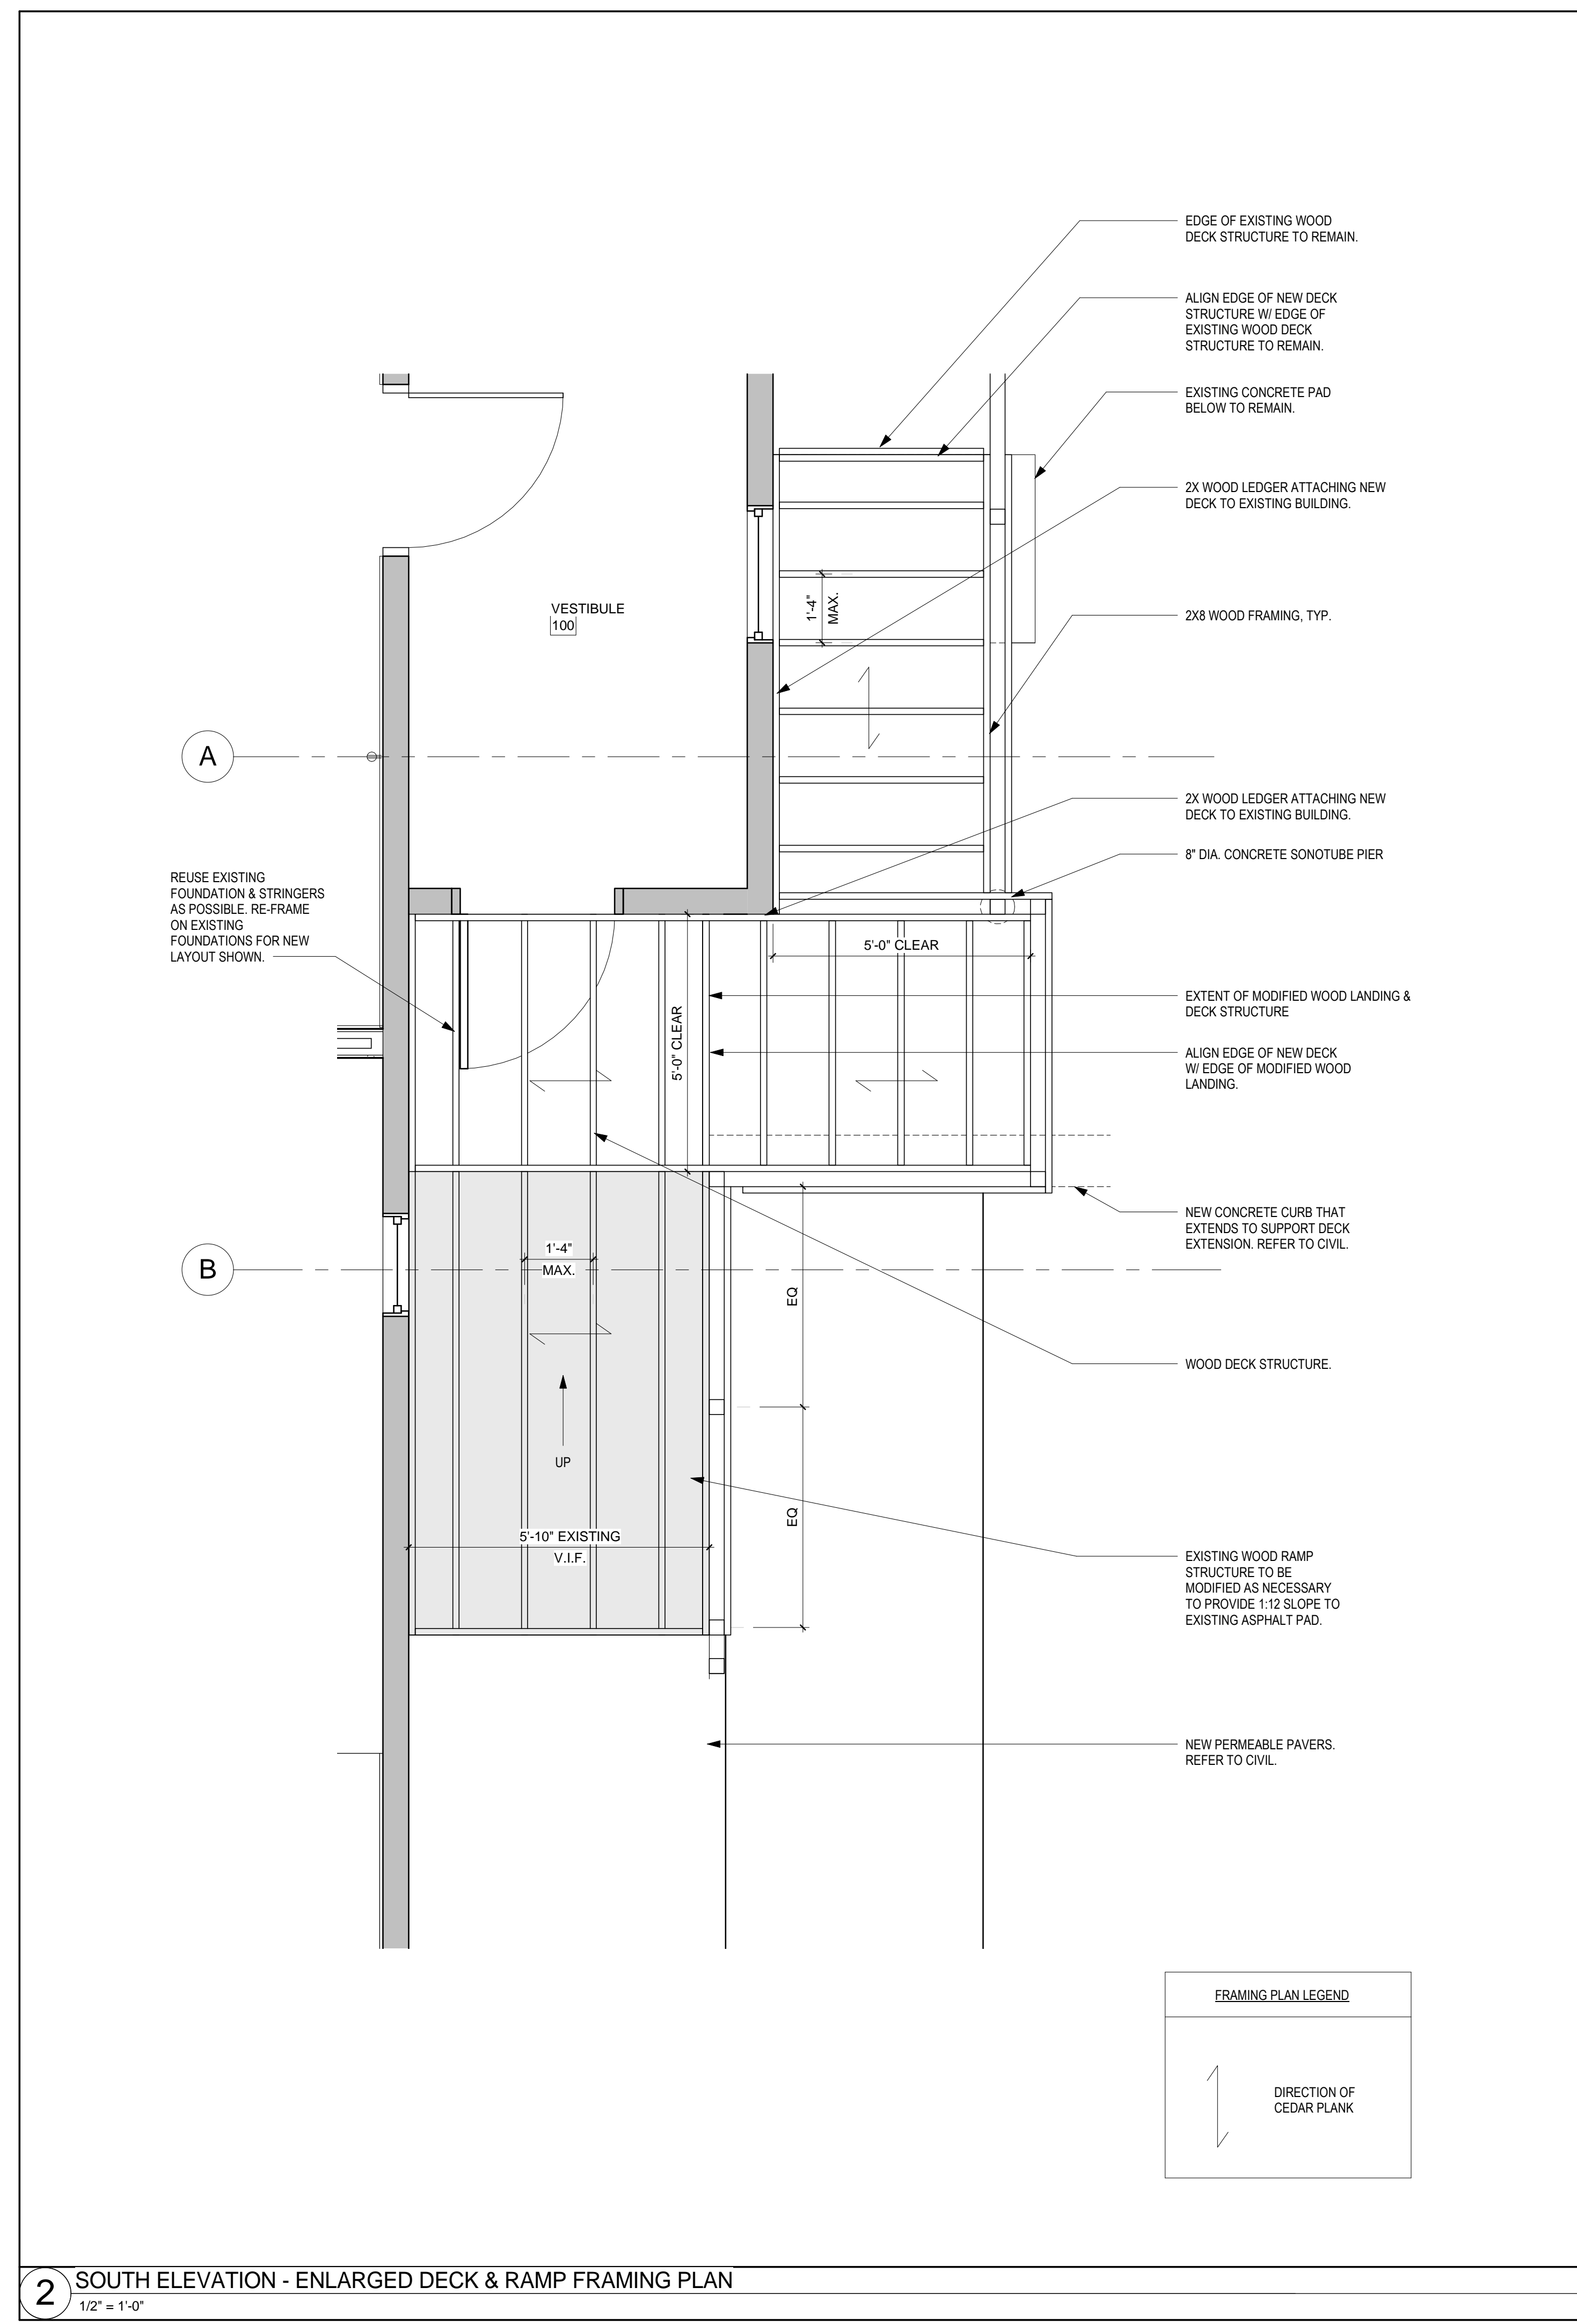 EDGE OF EXISTING WOOD
DECK STRUCTURE TO REMAIN.
ALIGN EDGE OF NEW DECK
STRUCTURE W/ EDGE OF
EXISTING WOOD DECK
STRUCTURE TO REMAIN.
EXISTING CONCRETE PAD
BELOW TO REMAIN.
2X WOOD LEDGER ATTACHING NEW
DECK TO EXISTING BUILDING.
VESTIBULE
100
1'-4"
MAX.
2X8 WOOD FRAMING, TYP.
A
2X WOOD LEDGER ATTACHING NEW
DECK TO EXISTING BUILDING.
8" DIA. CONCRETE SONOTUBE PIER
REUSE EXISTING
FOUNDATION & STRINGERS
AS POSSIBLE. RE-FRAME
ON EXISTING
FOUNDATIONS FOR NEW
LAYOUT SHOWN.
5'-0" CLEAR
5'-0" CLEAR
EXTENT OF MODIFIED WOOD LANDING &
DECK STRUCTURE
ALIGN EDGE OF NEW DECK
W/ EDGE OF MODIFIED WOOD
LANDING.
NEW CONCRETE CURB THAT
EXTENDS TO SUPPORT DECK
EXTENSION. REFER TO CIVIL.
B
1'-4"
MAX.
EQ
WOOD DECK STRUCTURE.
UP
EQ
5'-10" EXISTING
V.I.F.
EXISTING WOOD RAMP
STRUCTURE TO BE
MODIFIED AS NECESSARY
TO PROVIDE 1:12 SLOPE TO
EXISTING ASPHALT PAD.
NEW PERMEABLE PAVERS.
REFER TO CIVIL.
FRAMING PLAN LEGEND
DIRECTION OF
CEDAR PLANK
2
SOUTH ELEVATION - ENLARGED DECK & RAMP FRAMING PLAN
1/2" = 1'-0"